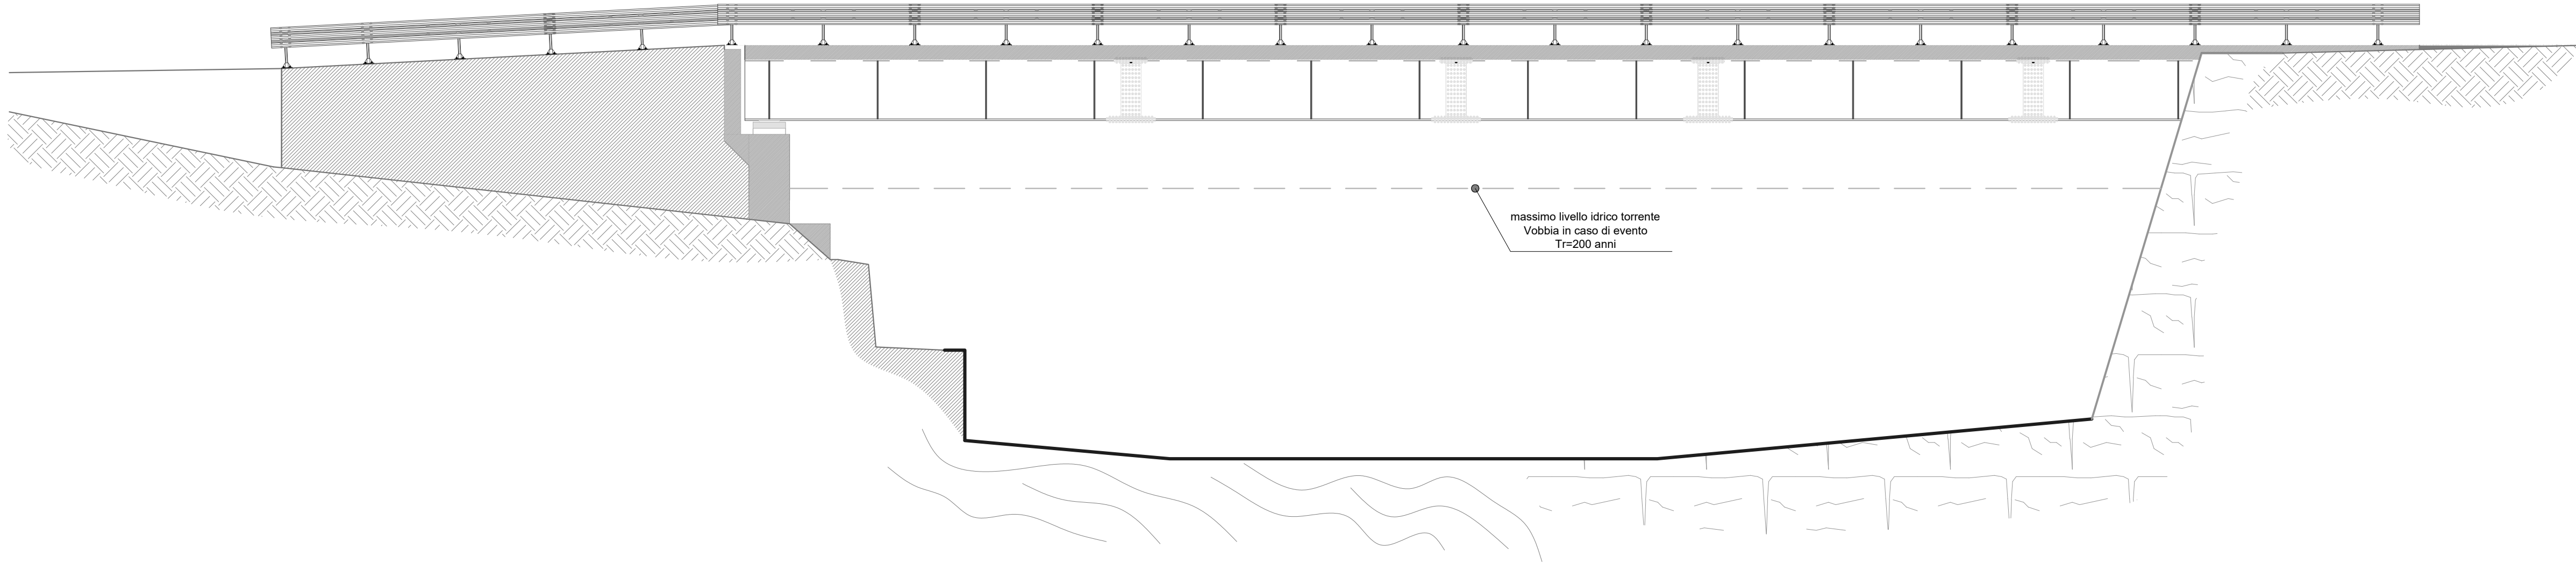 massimo livello idrico torrente
Vobbia in caso di evento
Tr=200 anni